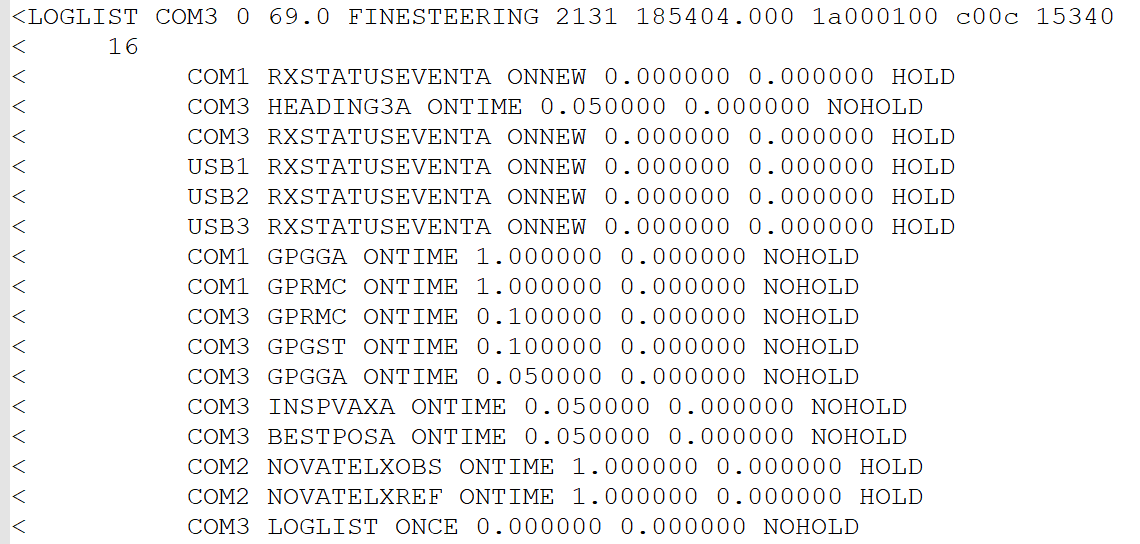 <LOGLIST COM3 0 69.0 FINESTEERING 2131 185404.000 1a000100 c00c 15340
<     16
<          COM1 RXSTATUSEVENTA ONNEW 0.000000 0.000000 HOLD
<          COM3 HEADING3A ONTIME 0.050000 0.000000 NOHOLD
<          COM3 RXSTATUSEVENTA ONNEW 0.000000 0.000000 HOLD
<          USB1 RXSTATUSEVENTA ONNEW 0.000000 0.000000 HOLD
<          USB2 RXSTATUSEVENTA ONNEW 0.000000 0.000000 HOLD
<          USB3 RXSTATUSEVENTA ONNEW 0.000000 0.000000 HOLD
<          COM1 GPGGA ONTIME 1.000000 0.000000 NOHOLD
<          COM1 GPRMC ONTIME 1.000000 0.000000 NOHOLD
<          COM3 GPRMC ONTIME 0.100000 0.000000 NOHOLD
<          COM3 GPGST ONTIME 0.100000 0.000000 NOHOLD
<          COM3 GPGGA ONTIME 0.050000 0.000000 NOHOLD
<          COM3 INSPVAXA ONTIME 0.050000 0.000000 NOHOLD
<          COM3 BESTPOSA ONTIME 0.050000 0.000000 NOHOLD
<          COM2 NOVATELXOBS ONTIME 1.000000 0.000000 HOLD
<          COM2 NOVATELXREF ONTIME 1.000000 0.000000 HOLD
<          COM3 LOGLIST ONCE 0.000000 0.000000 NOHOLD